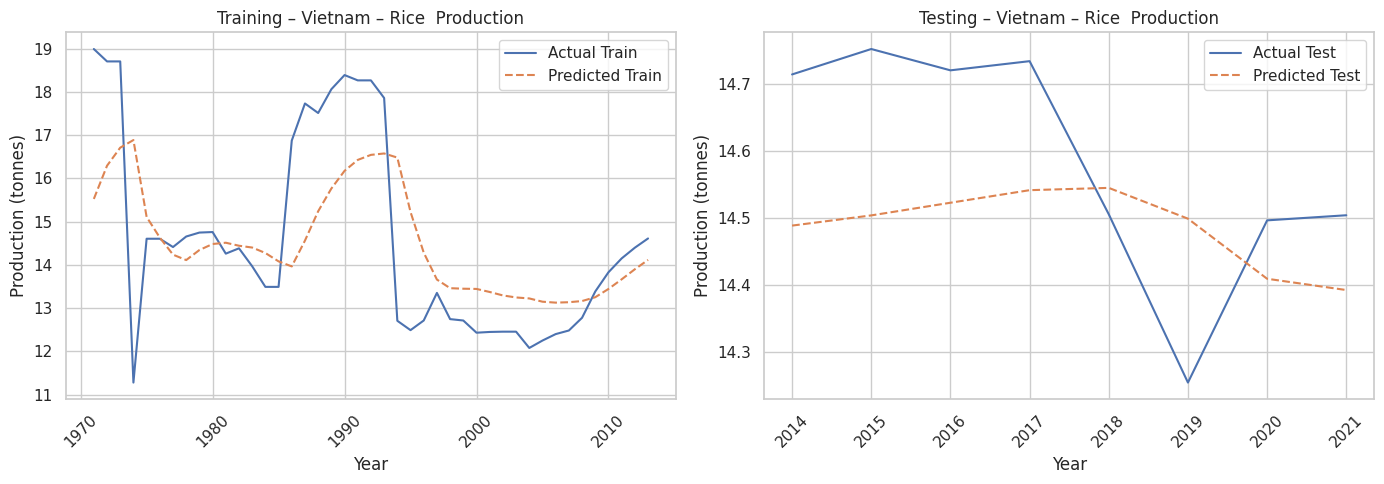 Training – Vietnam – Rice  Production
Actual Train
Predicted Train
Production (tonnes)
19
18
17
16
15
14
13
12
11
1970
1980
1990
2000
2010
Year
Testing – Vietnam – Rice  Production
Actual Test
Predicted Test
Production (tonnes)
14.7
14.6
14.5
14.4
14.3
2014
2015
2016
2017
2018
2019
2020
2021
Year